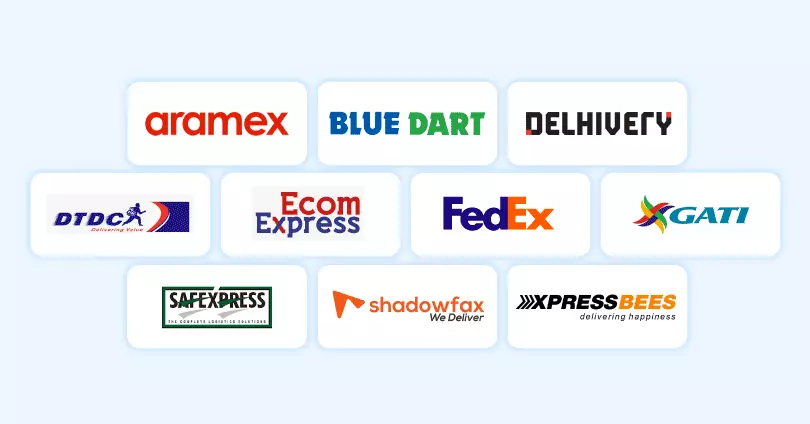 aramex
BLUE DART
DELHIVERY
DTDC
Delivering Value
Ecom
Express
FedEx
GATI
SAFEXPRESS
THE COMPLETE LOGISTICS SOLUTIONS
shadowfax
We Deliver
XPRESSBEES
delivering happiness